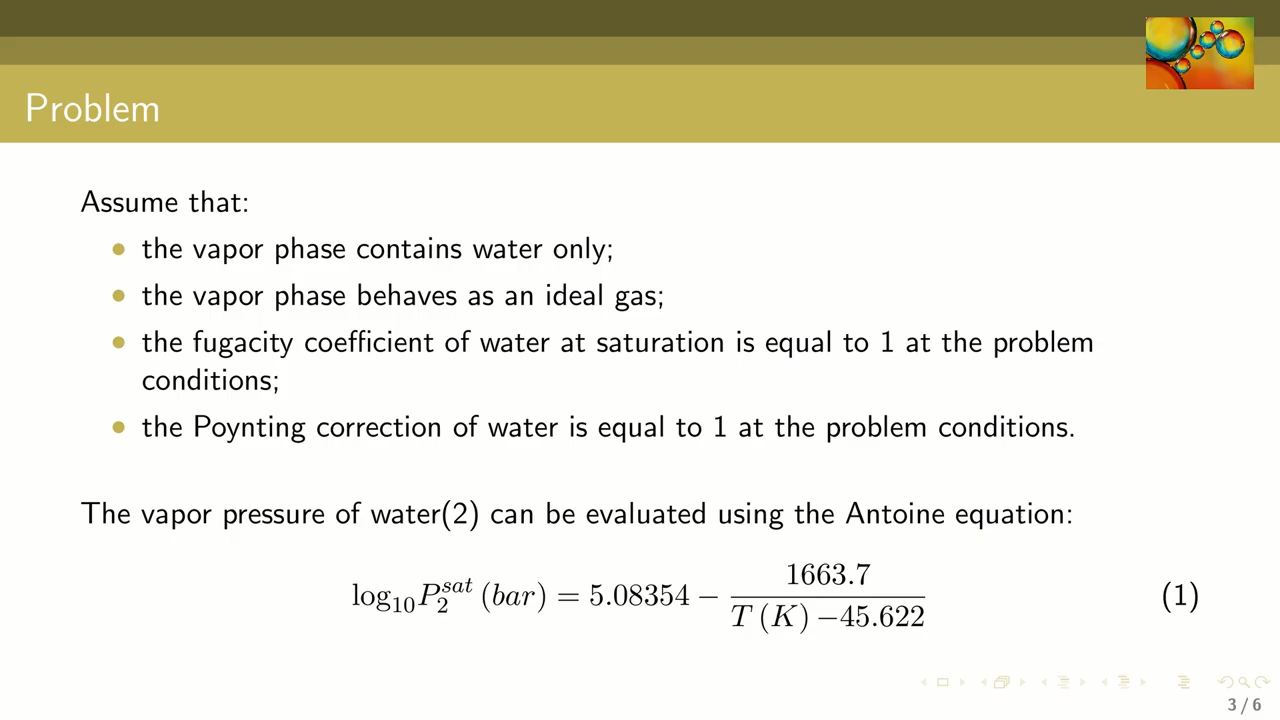 Problem
Assume that:
• the vapor phase contains water only;
• the vapor phase behaves as an ideal gas;
• the fugacity coefficient of water at saturation is equal to 1 at the problem
conditions;
• the Poynting correction of water is equal to 1 at the problem conditions.
The vapor pressure of water(2) can be evaluated using the Antoine equation:
log₁₀P₂ˢᵃᵗ (bar) = 5.08354 − 1663.7 / (T (K) −45.622) (1)
3 / 6